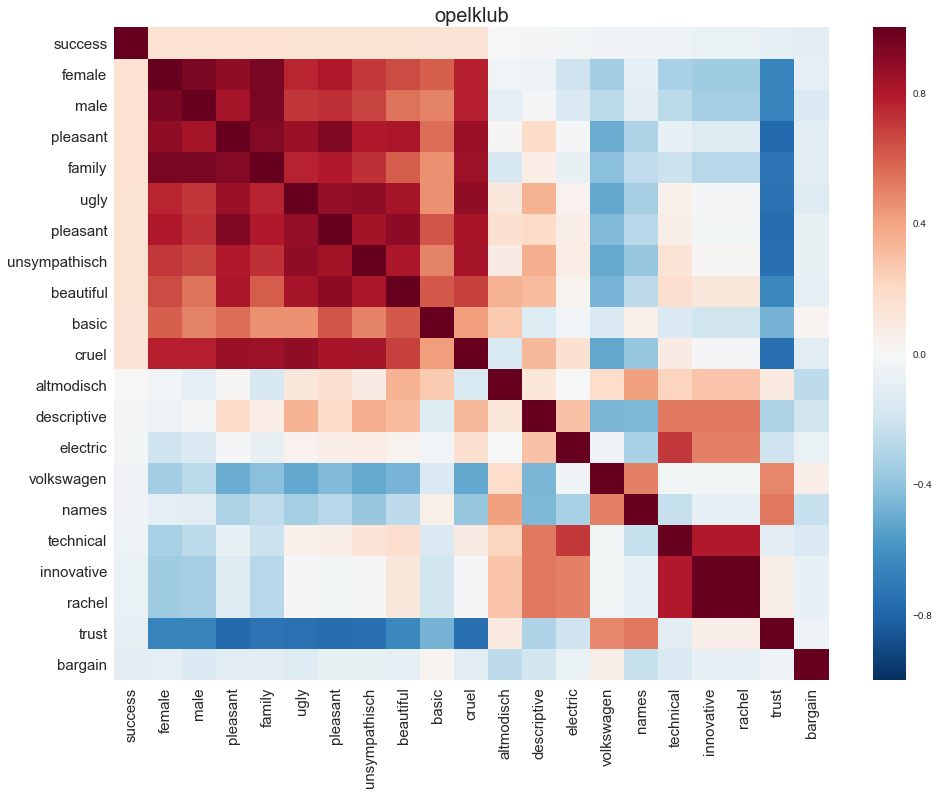 opelklub
success
female
male
pleasant
family
ugly
pleasant
unsympathisch
beautiful
basic
cruel
altmodisch
descriptive
electric
volkswagen
names
technical
innovative
rachel
trust
bargain
0.8
0.4
0.0
-0.4
-0.8
success
female
male
pleasant
family
ugly
pleasant
unsympathisch
beautiful
basic
cruel
altmodisch
descriptive
electric
volkswagen
names
technical
innovative
rachel
trust
bargain